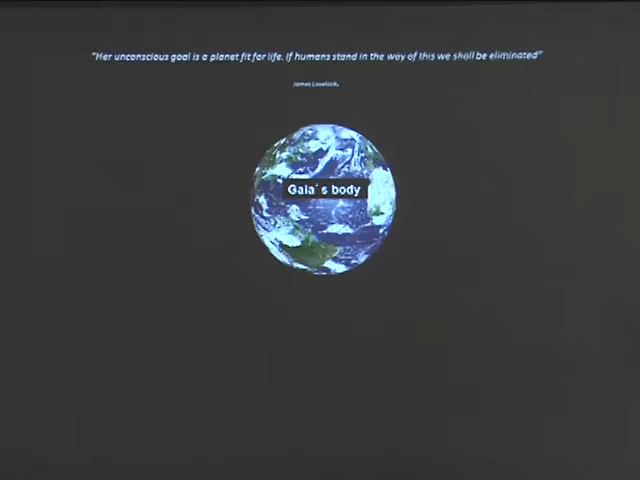 "Her unconscious goal is a planet fit for life. If humans stand in the way of this we shall be eliminated"
James Lovelock.
Gaia´s body